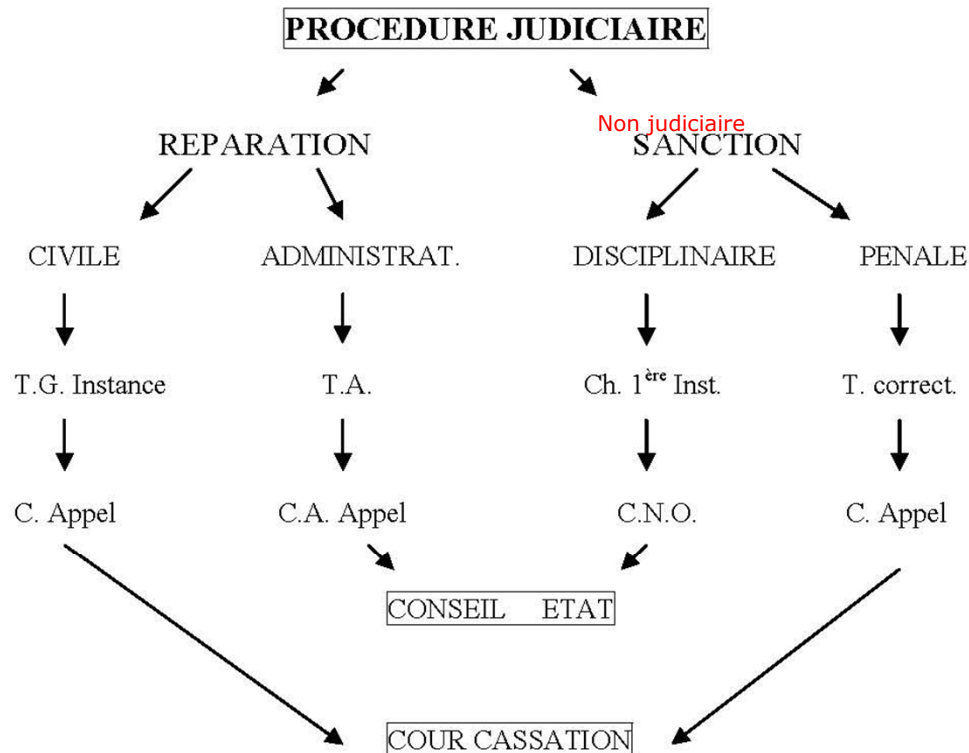 PROCEDURE JUDICIAIRE
Non judiciaire
REPARATION SANCTION
CIVILE ADMINISTRAT. DISCIPLINAIRE PENALE
T.G. Instance T.A. Ch. 1ère Inst. T. correct.
C. Appel C.A. Appel C.N.O. C. Appel
CONSEIL ETAT
COUR CASSATION